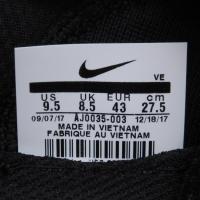 VE
US UK EUR cm
9.5 8.5 43 27.5
09/07/17 AJ0035-003 12/18/17
MADE IN VIETNAM
FABRIQUE AU VIETNAM